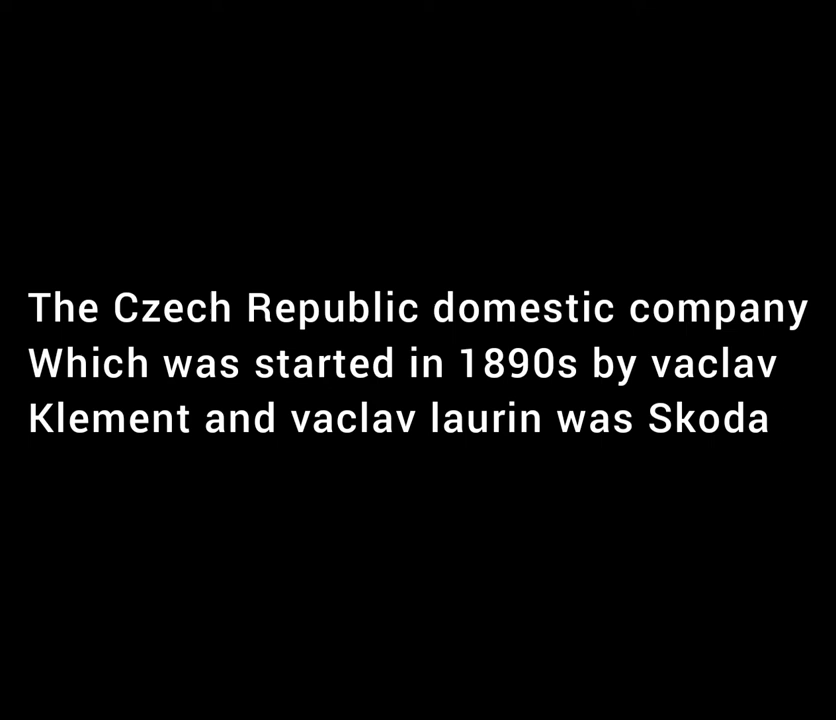 The Czech Republic domestic company
Which was started in 1890s by vaclav
Klement and vaclav laurin was Skoda